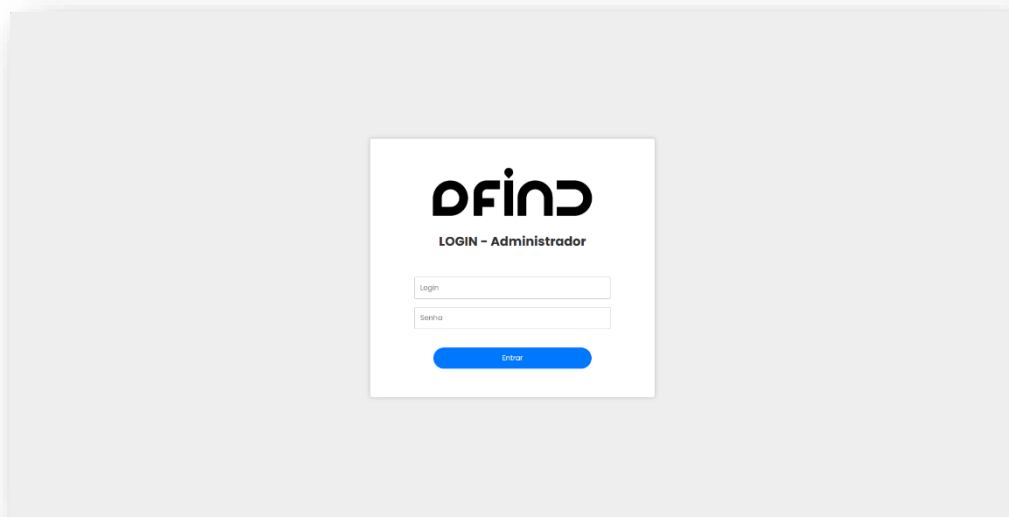 DFIND
LOGIN - Administrador
Login
Senha
Entrar